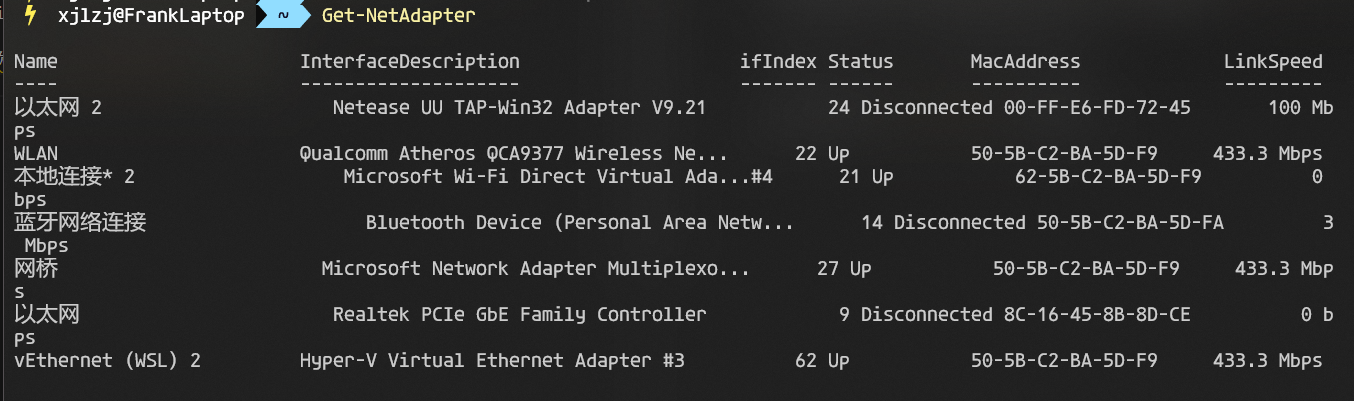 xjlzj@FrankLaptop ~ Get-NetAdapter
Name InterfaceDescription ifIndex Status MacAddress LinkSpeed
---- -------------------- ------- ------ ---------- ---------
以太网 2 Netease UU TAP-Win32 Adapter V9.21 24 Disconnected 00-FF-E6-FD-72-45 100 Mb
ps
WLAN Qualcomm Atheros QCA9377 Wireless Ne... 22 Up 50-5B-C2-BA-5D-F9 433.3 Mbps
本地连接* 2 Microsoft Wi-Fi Direct Virtual Ada...#4 21 Up 62-5B-C2-BA-5D-F9 0
bps
蓝牙网络连接 Bluetooth Device (Personal Area Netw... 14 Disconnected 50-5B-C2-BA-5D-FA 3
Mbps
网桥 Microsoft Network Adapter Multiplexo... 27 Up 50-5B-C2-BA-5D-F9 433.3 Mbp
s
以太网 Realtek PCIe GbE Family Controller 9 Disconnected 8C-16-45-8B-8D-CE 0 b
ps
vEthernet (WSL) 2 Hyper-V Virtual Ethernet Adapter #3 62 Up 50-5B-C2-BA-5D-F9 433.3 Mbps